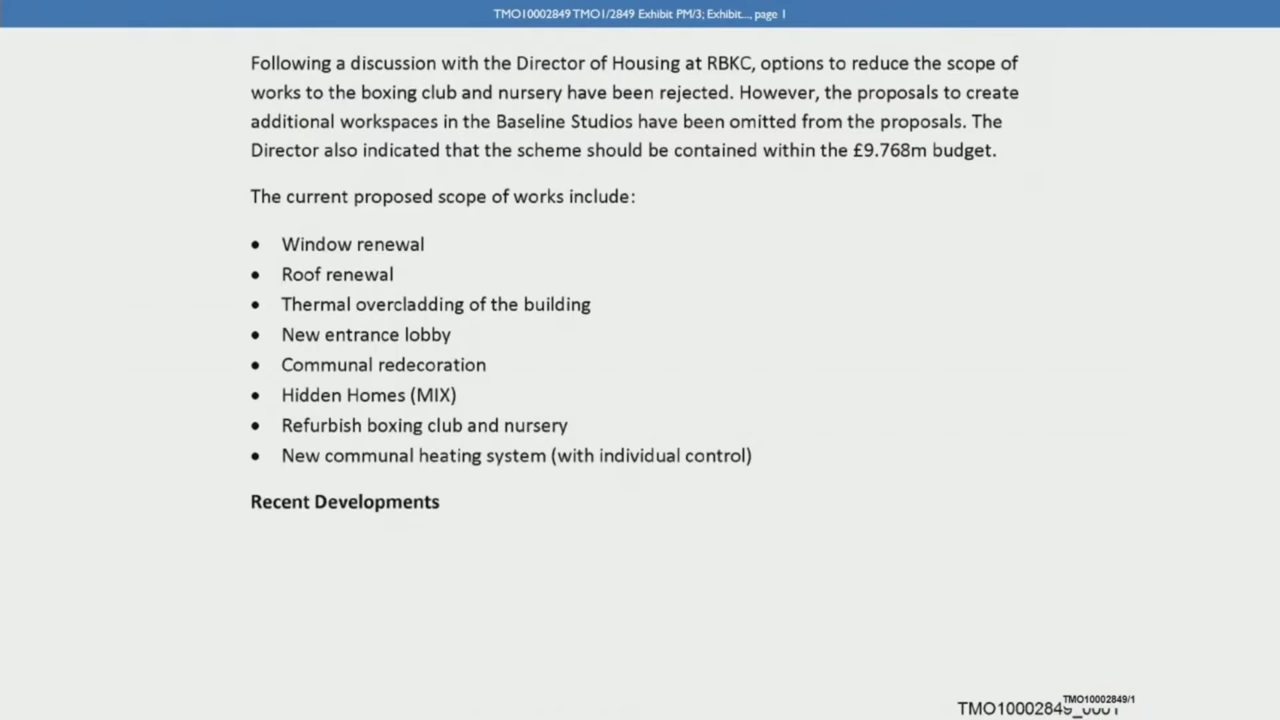 TMO10002849 TMO1/2849 Exhibit PM/3; Exhibit..., page 1
Following a discussion with the Director of Housing at RBKC, options to reduce the scope of
works to the boxing club and nursery have been rejected. However, the proposals to create
additional workspaces in the Baseline Studios have been omitted from the proposals. The
Director also indicated that the scheme should be contained within the £9.768m budget.
The current proposed scope of works include:
• Window renewal
• Roof renewal
• Thermal overcladding of the building
• New entrance lobby
• Communal redecoration
• Hidden Homes (MIX)
• Refurbish boxing club and nursery
• New communal heating system (with individual control)
Recent Developments
TMO10002849/1